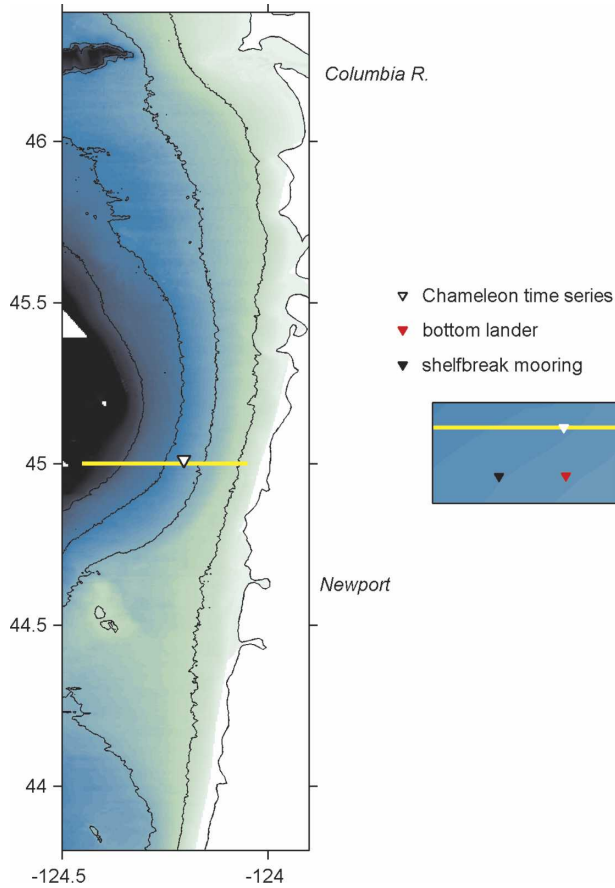 Columbia R.
46
45.5
Chameleon time series
bottom lander
shelfbreak mooring
45
Newport
44.5
44
-124.5
-124